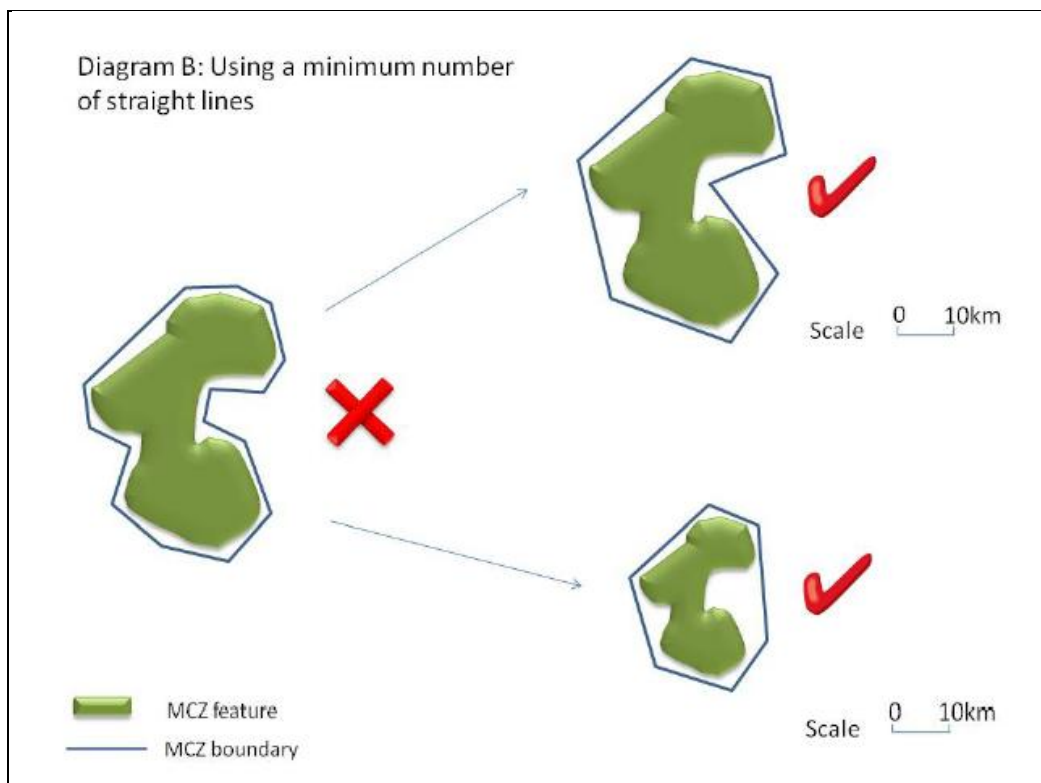 Diagram B: Using a minimum number
of straight lines
Scale 0 10km
MCZ feature
MCZ boundary
Scale 0 10km